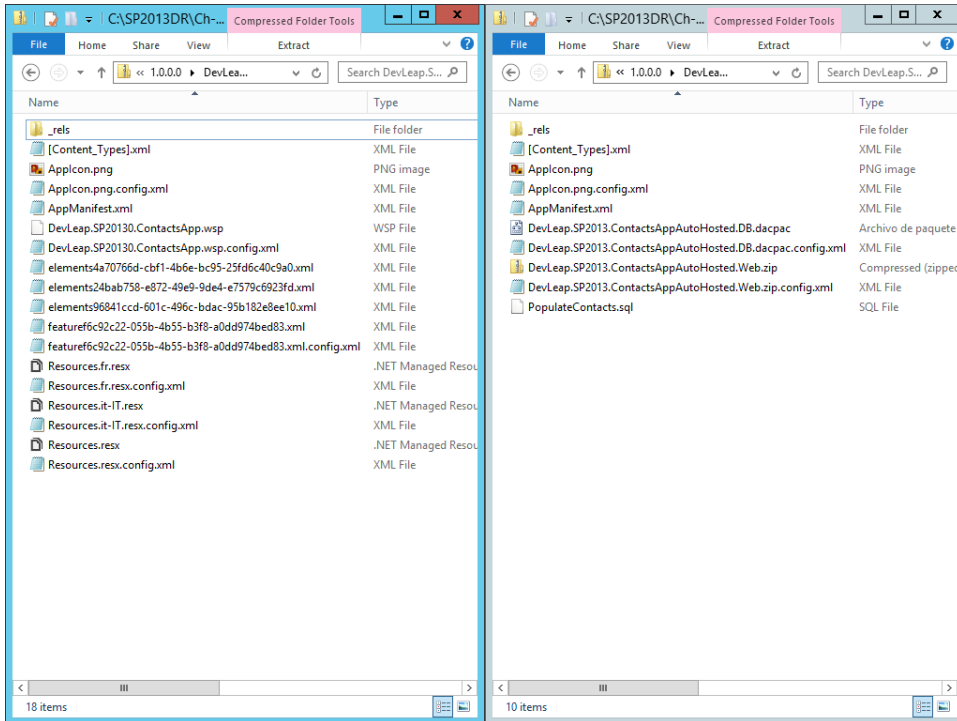 C:\SP2013DR\Ch-... Compressed Folder Tools
File Home Share View Extract
« 1.0.0.0 DevLea... Search DevLeap.S...
Name Type
_rels File folder
[Content_Types].xml XML File
AppIcon.png PNG image
AppIcon.png.config.xml XML File
AppManifest.xml XML File
DevLeap.SP20130.ContactsApp.wsp WSP File
DevLeap.SP20130.ContactsApp.wsp.config.xml XML File
elements4a70766d-cbf1-4b6e-bc95-25fd6c40c9a0.xml XML File
elements24bab758-e872-49e9-9de4-e7579c6923fd.xml XML File
elements96841ccd-601c-496c-bdac-95b182e8ee10.xml XML File
featuref6c92c22-055b-4b55-b3f8-a0dd974bed83.xml XML File
featuref6c92c22-055b-4b55-b3f8-a0dd974bed83.xml.config.xml XML File
Resources.fr.resx .NET Managed Resou
Resources.fr.resx.config.xml XML File
Resources.it-IT.resx .NET Managed Resou
Resources.it-IT.resx.config.xml XML File
Resources.resx .NET Managed Resou
Resources.resx.config.xml XML File
18 items
C:\SP2013DR\Ch-... Compressed Folder Tools
File Home Share View Extract
« 1.0.0.0 DevLea... Search DevLeap.S...
Name Type
_rels File folder
[Content_Types].xml XML File
AppIcon.png PNG image
AppIcon.png.config.xml XML File
AppManifest.xml XML File
DevLeap.SP2013.ContactsAppAutoHosted.DB.dacpac Archivo de paquete
DevLeap.SP2013.ContactsAppAutoHosted.DB.dacpac.config.xml XML File
DevLeap.SP2013.ContactsAppAutoHosted.Web.zip Compressed (zipped
DevLeap.SP2013.ContactsAppAutoHosted.Web.zip.config.xml XML File
PopulateContacts.sql SQL File
10 items